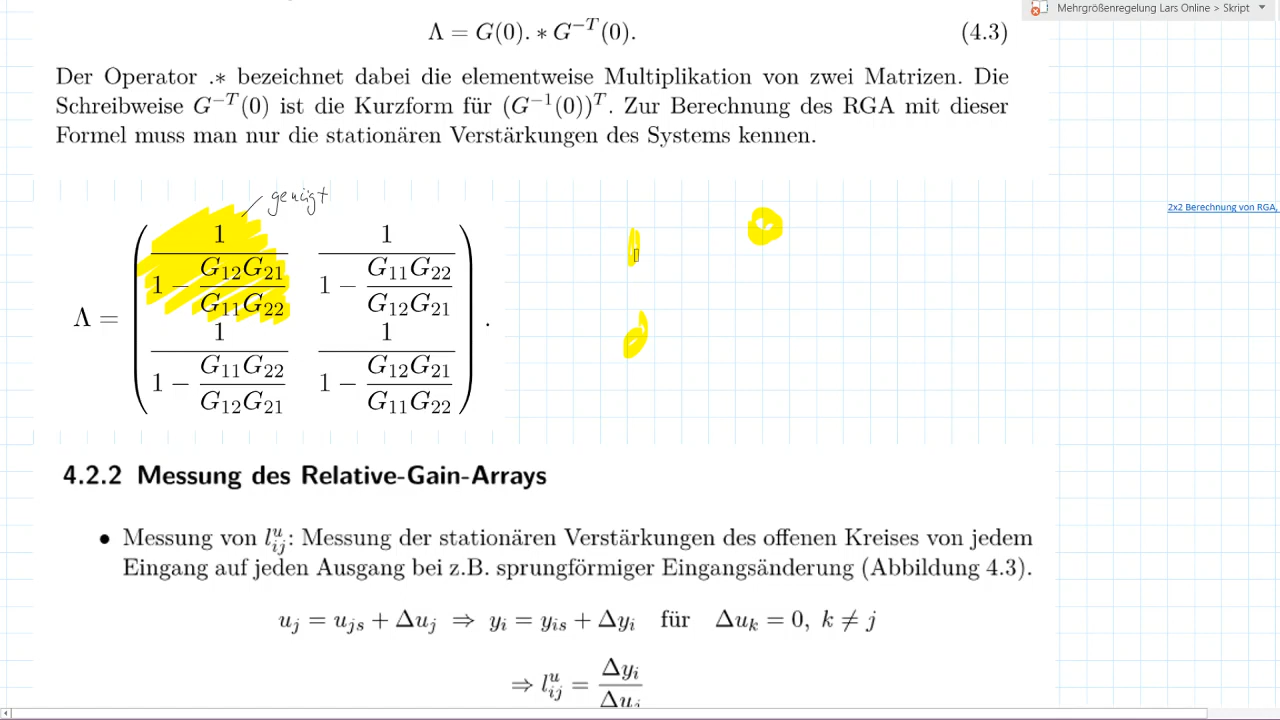 Mehrgrößenregelung Lars Online > Skript
Λ = G(0). ∗ G^{−T}(0). (4.3)
Der Operator .∗ bezeichnet dabei die elementweise Multiplikation von zwei Matrizen. Die
Schreibweise G^{−T}(0) ist die Kurzform für (G^{−1}(0))^T. Zur Berechnung des RGA mit dieser
Formel muss man nur die stationären Verstärkungen des Systems kennen.
genügt
2x2 Berechnung von RGA,
1 1
G₁₂G₂₁ G₁₁G₂₂
1 − 1 −
G₁₁G₂₂ G₁₂G₂₁
Λ = .
1 1
G₁₁G₂₂ G₁₂G₂₁
1 − 1 −
G₁₂G₂₁ G₁₁G₂₂
4.2.2 Messung des Relative-Gain-Arrays
• Messung von l^u_{ij}: Messung der stationären Verstärkungen des offenen Kreises von jedem
Eingang auf jeden Ausgang bei z.B. sprungförmiger Eingangsänderung (Abbildung 4.3).
u_j = u_{js} + Δu_j ⇒ y_i = y_{is} + Δy_i für Δu_k = 0, k ≠ j
Δy_i
⇒ l^u_{ij} =
Δu_j